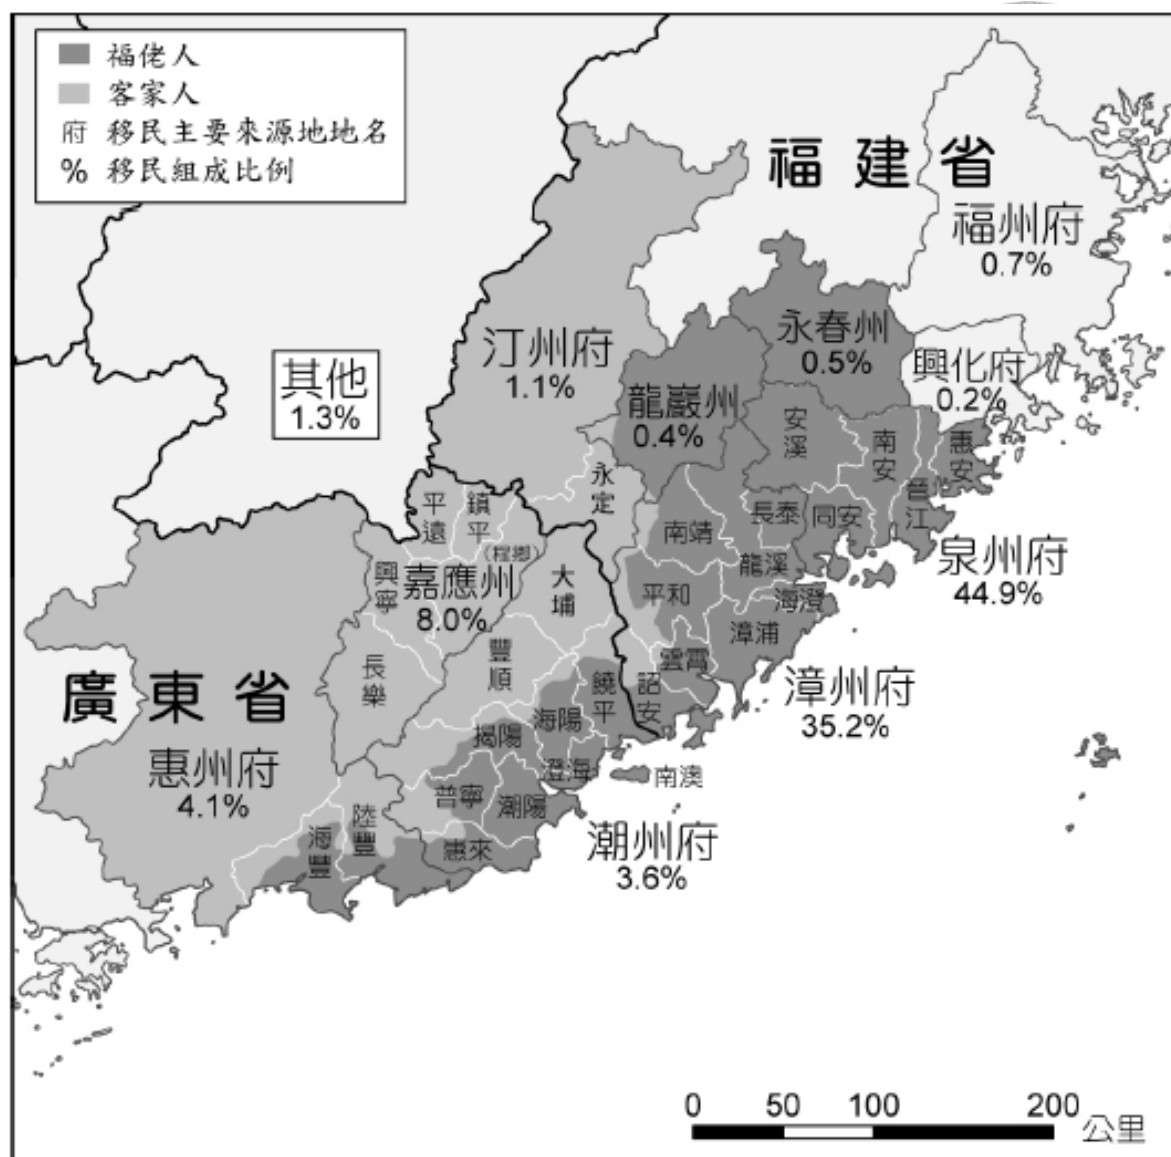 福佬人
客家人
府 移民主要來源地地名
% 移民組成比例
福建省
福州府
0.7%
汀州府
1.1%
永春州
0.5%
興化府
0.2%
其他
1.3%
龍巖州
0.4%
安溪
南安
惠安
晉江
永定
平遠
鎮平
(程鄉)
南靖
長泰
同安
泉州府
44.9%
興寧
嘉應州
8.0%
大埔
龍溪
平和
海澄
漳浦
廣東省
長樂
豐順
雲霄
詔安
饒平
漳州府
35.2%
惠州府
4.1%
海陽
揭陽
澄海
南澳
普寧
潮陽
陸豐
海豐
惠來
潮州府
3.6%
0 50 100 200
公里